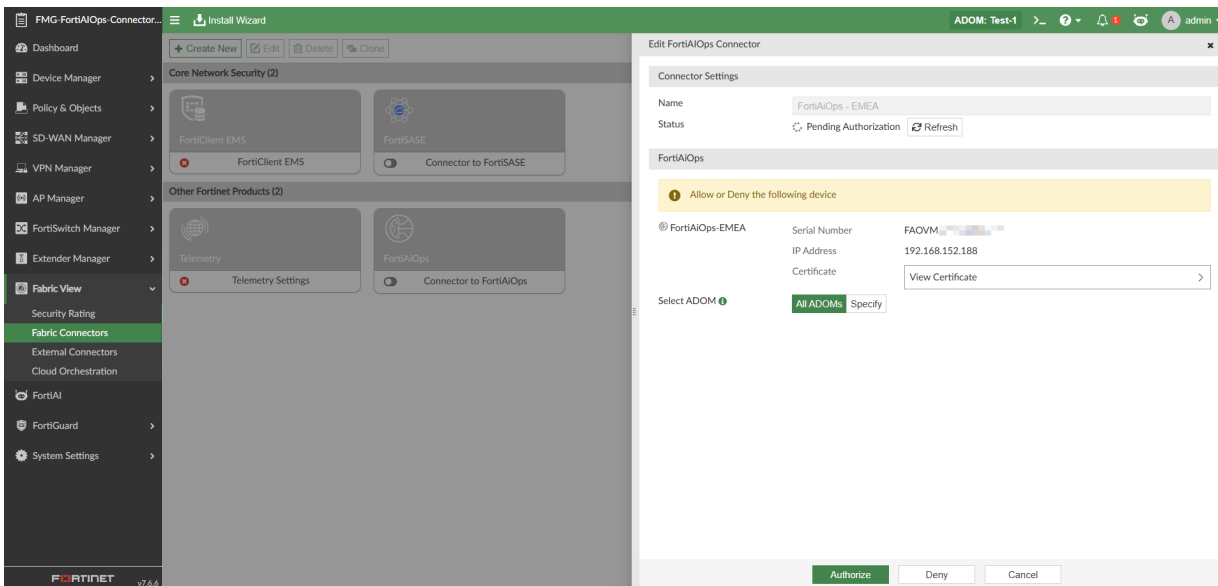 FMG-FortiAIOps-Connector...
Install Wizard
ADOM: Test-1
1
A
admin
Dashboard
Device Manager
Policy & Objects
SD-WAN Manager
VPN Manager
AP Manager
FortiSwitch Manager
Extender Manager
Fabric View
Security Rating
Fabric Connectors
External Connectors
Cloud Orchestration
FortiAI
FortiGuard
System Settings
FORTINET
v7.6.6
Create New
Edit
Delete
Clone
Core Network Security (2)
FortiClient EMS
FortiClient EMS
FortiSASE
Connector to FortiSASE
Other Fortinet Products (2)
Telemetry
Telemetry Settings
FortiAIOps
Connector to FortiAIOps
Edit FortiAIOps Connector
Connector Settings
Name
FortiAiOps - EMEA
Status
Pending Authorization
Refresh
FortiAiOps
Allow or Deny the following device
FortiAiOps-EMEA
Serial Number
FAOVM
IP Address
192.168.152.188
Certificate
View Certificate
Select ADOM
All ADOMs
Specify
Authorize
Deny
Cancel